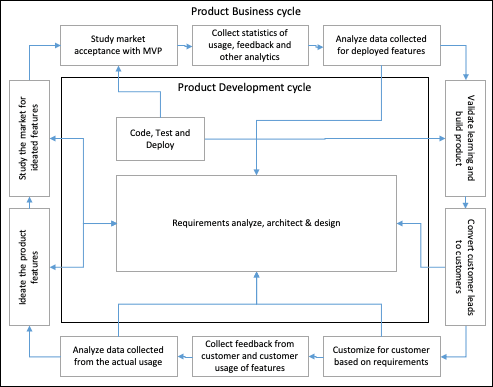 Product Business cycle
Study market
acceptance with MVP
Collect statistics of
usage, feedback and
other analytics
Analyze data collected
for deployed features
Product Development cycle
Code, Test and
Deploy
Study the market for
ideated features
Validate learning and
build product
Requirements analyze, architect & design
Ideate the product
features
Convert customer leads
to customers
Analyze data collected
from the actual usage
Collect feedback from
customer and customer
usage of features
Customize for customer
based on requirements